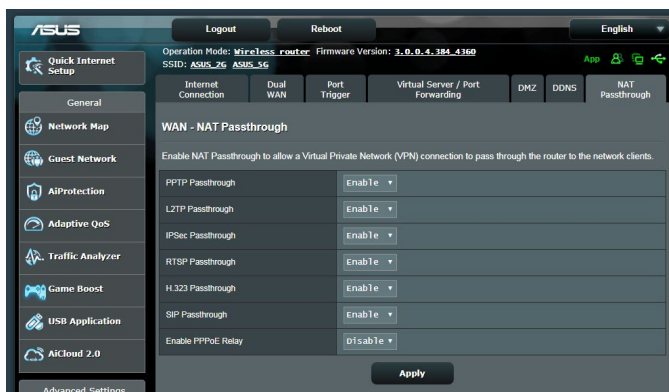 ASUS
Logout
Reboot
English
Quick Internet
Setup
Operation Mode: Wireless router Firmware Version: 3.0.0.4.384_4360
SSID: ASUS_2G ASUS_5G
App
General
Internet
Connection
Dual
WAN
Port
Trigger
Virtual Server / Port
Forwarding
DMZ
DDNS
NAT
Passthrough
Network Map
Guest Network
AiProtection
Adaptive QoS
Traffic Analyzer
Game Boost
USB Application
AiCloud 2.0
Advanced Settings
WAN - NAT Passthrough
Enable NAT Passthrough to allow a Virtual Private Network (VPN) connection to pass through the router to the network clients.
PPTP Passthrough Enable
L2TP Passthrough Enable
IPSec Passthrough Enable
RTSP Passthrough Enable
H.323 Passthrough Enable
SIP Passthrough Enable
Enable PPPoE Relay Disable
Apply